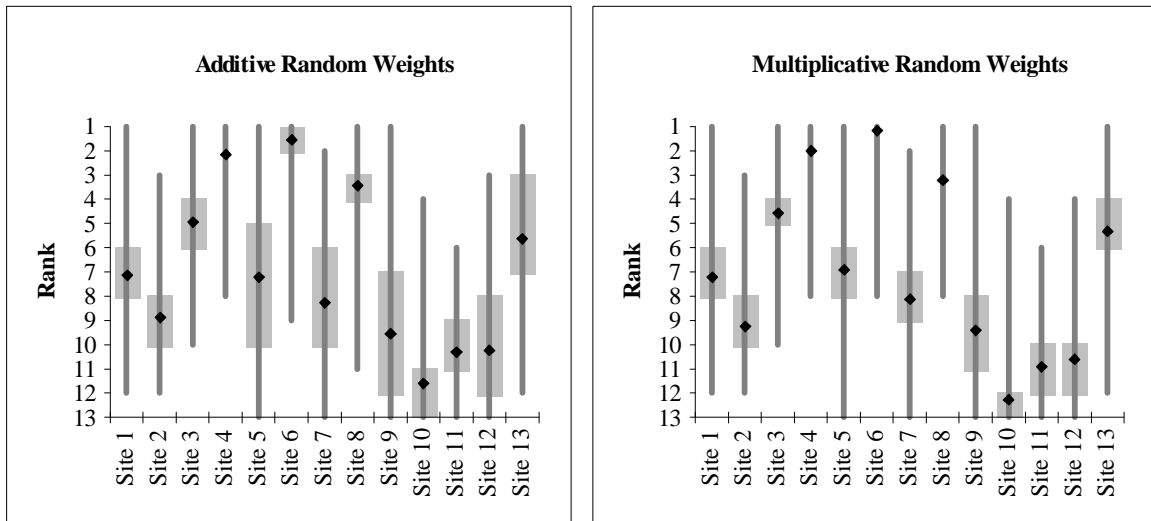 Additive Random Weights
Rank
1
2
3
4
5
6
7
8
9
10
11
12
13
Site 1
Site 2
Site 3
Site 4
Site 5
Site 6
Site 7
Site 8
Site 9
Site 10
Site 11
Site 12
Site 13
Multiplicative Random Weights
Rank
1
2
3
4
5
6
7
8
9
10
11
12
13
Site 1
Site 2
Site 3
Site 4
Site 5
Site 6
Site 7
Site 8
Site 9
Site 10
Site 11
Site 12
Site 13